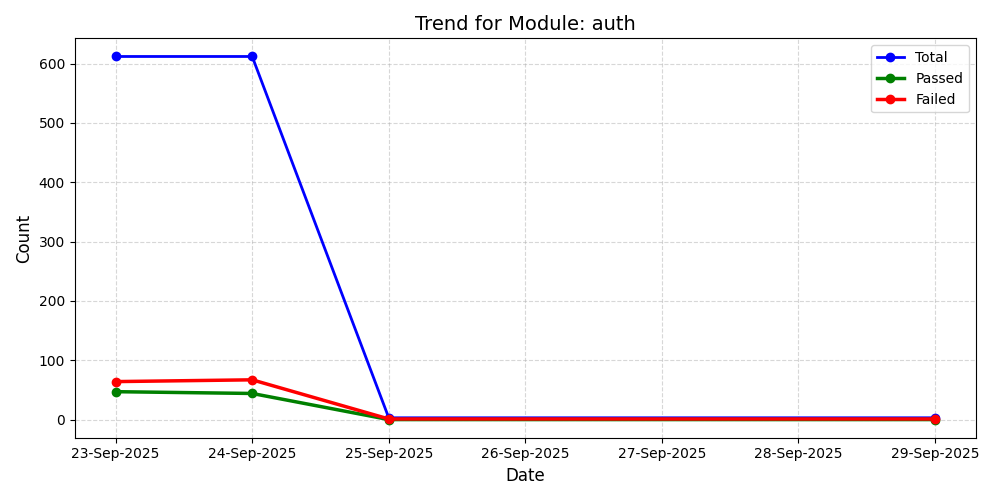 Trend for Module: auth
Total
Passed
Failed
Count
600
500
400
300
200
100
0
23-Sep-2025 24-Sep-2025 25-Sep-2025 26-Sep-2025 27-Sep-2025 28-Sep-2025 29-Sep-2025
Date